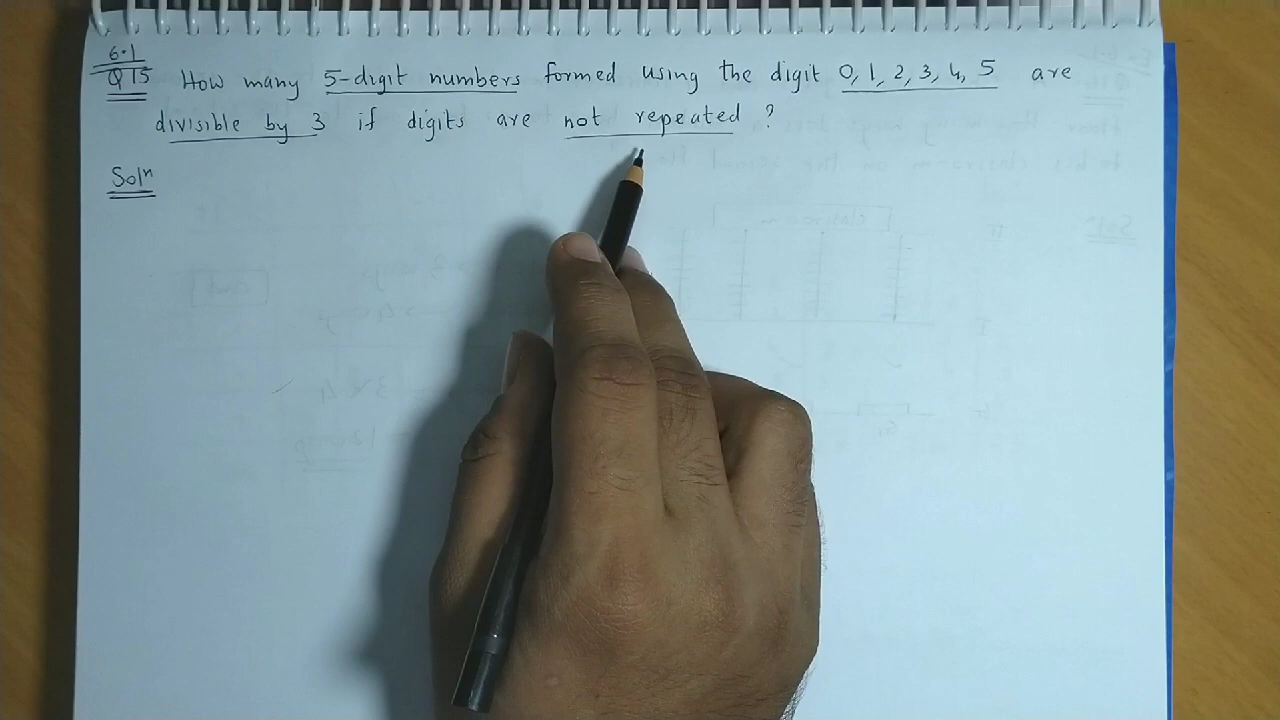 6.1
Q 15 How many 5-digit numbers formed using the digit 0, 1, 2, 3, 4, 5 are
divisible by 3 if digits are not repeated ?
Solⁿ